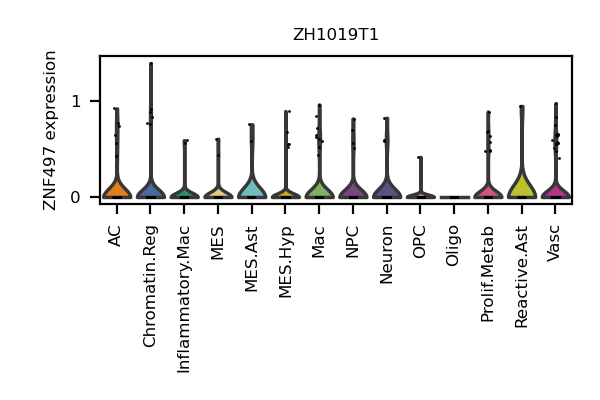 ZH1019T1
ZNF497 expression
1
0
AC
Chromatin.Reg
Inflammatory.Mac
MES
MES.Ast
MES.Hyp
Mac
NPC
Neuron
OPC
Oligo
Prolif.Metab
Reactive.Ast
Vasc